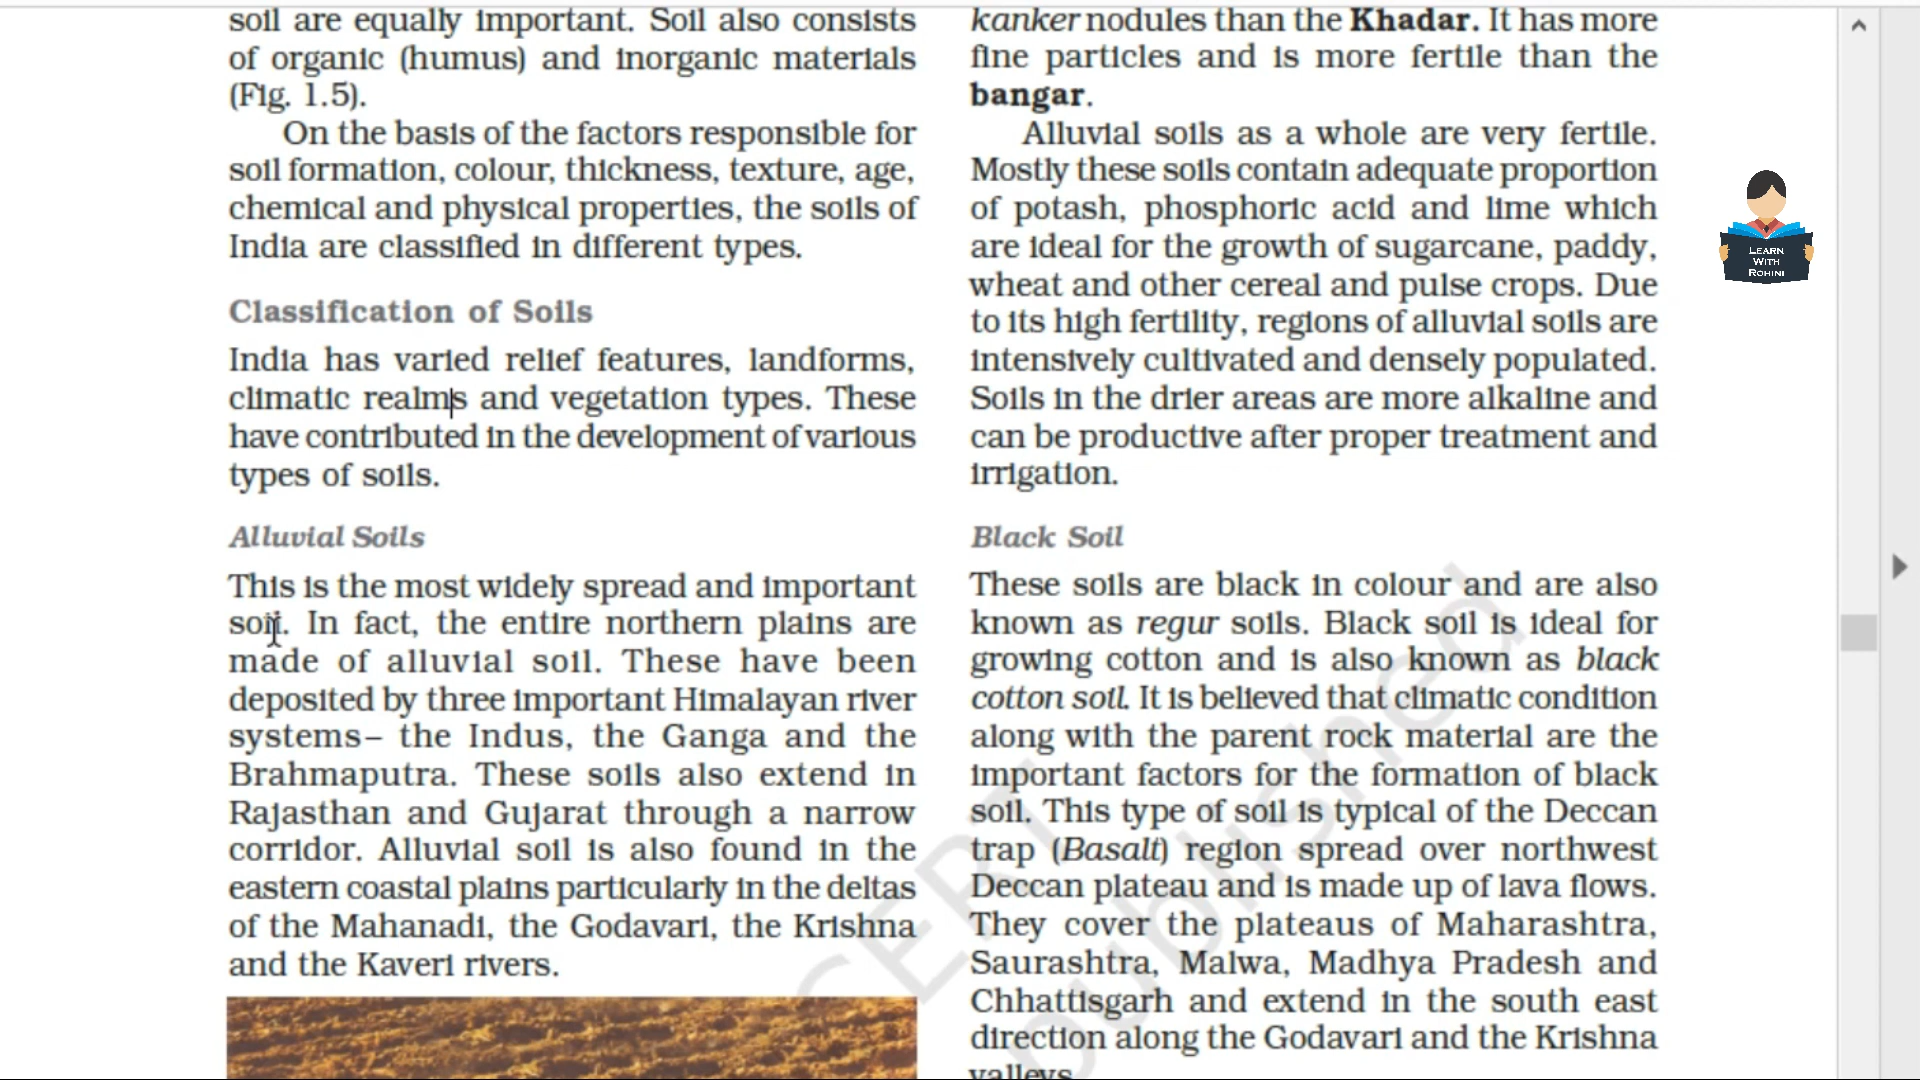 soil are equally important. Soil also consists
of organic (humus) and inorganic materials
(Fig. 1.5).
On the basis of the factors responsible for
soil formation, colour, thickness, texture, age,
chemical and physical properties, the soils of
India are classified in different types.
Classification of Soils
India has varied relief features, landforms,
climatic realms and vegetation types. These
have contributed in the development of various
types of soils.
Alluvial Soils
This is the most widely spread and important
soil. In fact, the entire northern plains are
made of alluvial soil. These have been
deposited by three important Himalayan river
systems– the Indus, the Ganga and the
Brahmaputra. These soils also extend in
Rajasthan and Gujarat through a narrow
corridor. Alluvial soil is also found in the
eastern coastal plains particularly in the deltas
of the Mahanadi, the Godavari, the Krishna
and the Kaveri rivers.
kanker nodules than the Khadar. It has more
fine particles and is more fertile than the
bangar.
Alluvial soils as a whole are very fertile.
Mostly these soils contain adequate proportion
of potash, phosphoric acid and lime which
are ideal for the growth of sugarcane, paddy,
wheat and other cereal and pulse crops. Due
to its high fertility, regions of alluvial soils are
intensively cultivated and densely populated.
Soils in the drier areas are more alkaline and
can be productive after proper treatment and
irrigation.
Black Soil
These soils are black in colour and are also
known as regur soils. Black soil is ideal for
growing cotton and is also known as black
cotton soil. It is believed that climatic condition
along with the parent rock material are the
important factors for the formation of black
soil. This type of soil is typical of the Deccan
trap (Basalt) region spread over northwest
Deccan plateau and is made up of lava flows.
They cover the plateaus of Maharashtra,
Saurashtra, Malwa, Madhya Pradesh and
Chhattisgarh and extend in the south east
direction along the Godavari and the Krishna
valleys
LEARN
WITH
ROHINI
CERT
published